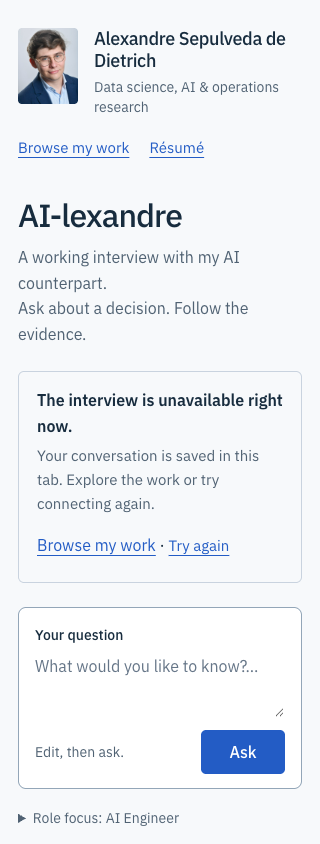 Alexandre Sepulveda de
Dietrich
Data science, AI & operations
research
Browse my work Résumé
AI-lexandre
A working interview with my AI
counterpart.
Ask about a decision. Follow the
evidence.
The interview is unavailable right
now.
Your conversation is saved in this
tab. Explore the work or try
connecting again.
Browse my work · Try again
Your question
What would you like to know?...
Edit, then ask.
Ask
Role focus: AI Engineer